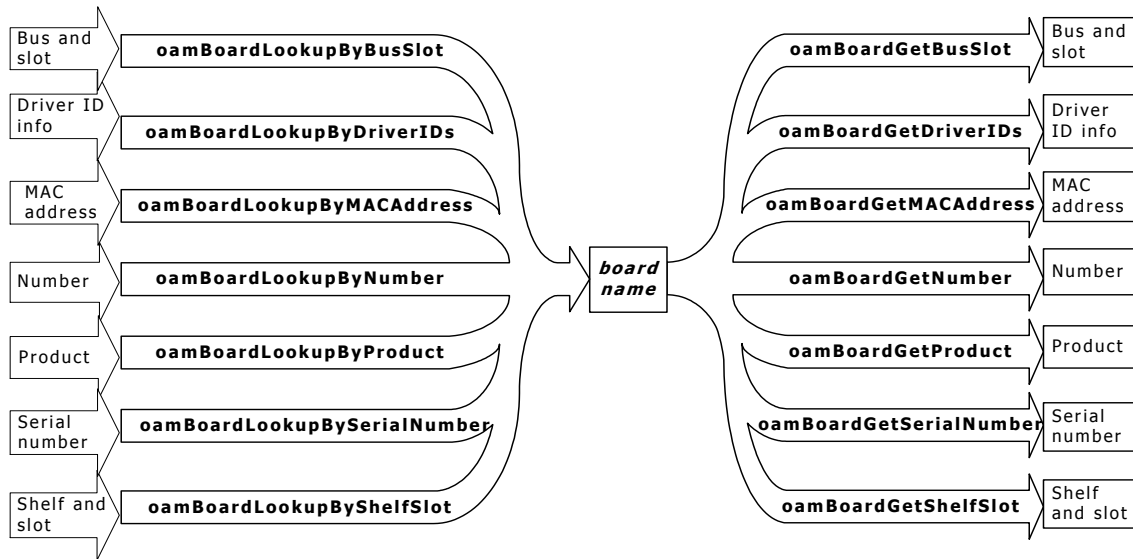 Bus and
slot
oamBoardLookupByBusSlot
oamBoardGetBusSlot
Bus and
slot
Driver ID
info
oamBoardLookupByDriverIDs
oamBoardGetDriverIDs
Driver
ID info
MAC
address
oamBoardLookupByMACAddress
oamBoardGetMACAddress
MAC
address
Number
oamBoardLookupByNumber
board
name
oamBoardGetNumber
Number
Product
oamBoardLookupByProduct
oamBoardGetProduct
Product
Serial
number
oamBoardLookupBySerialNumber
oamBoardGetSerialNumber
Serial
number
Shelf and
slot
oamBoardLookupByShelfSlot
oamBoardGetShelfSlot
Shelf
and slot